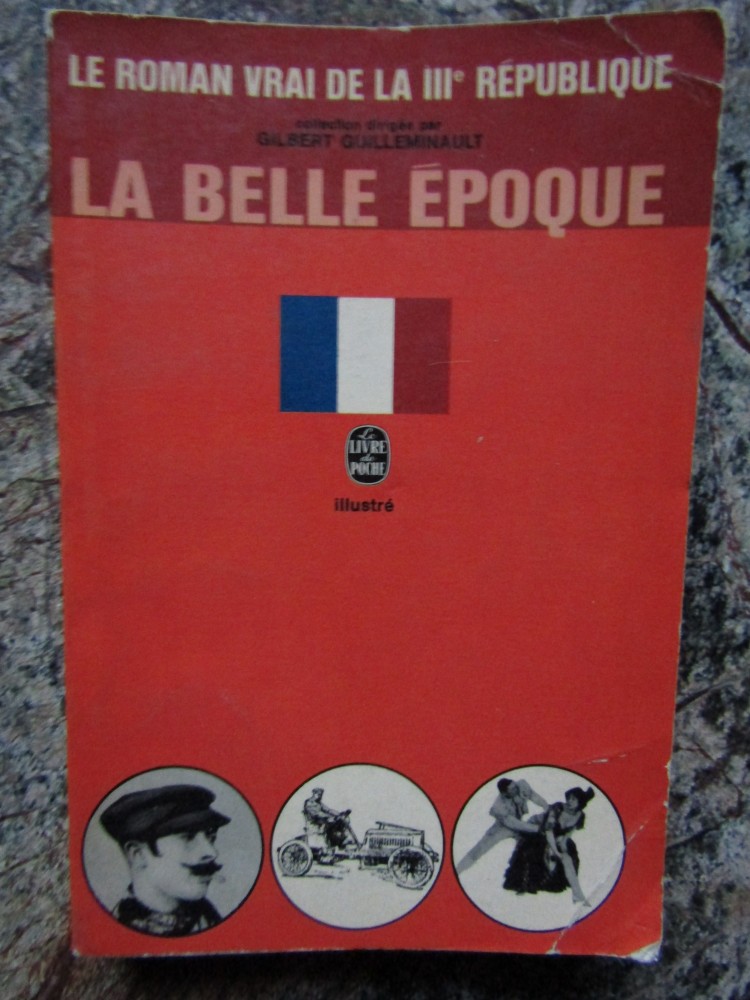 LE ROMAN VRAI DE LA IIIe RÉPUBLIQUE
collection dirigée par
GILBERT GUILLEMINAULT
LA BELLE ÉPOQUE
Le
LIVRE
de
POCHE
illustré